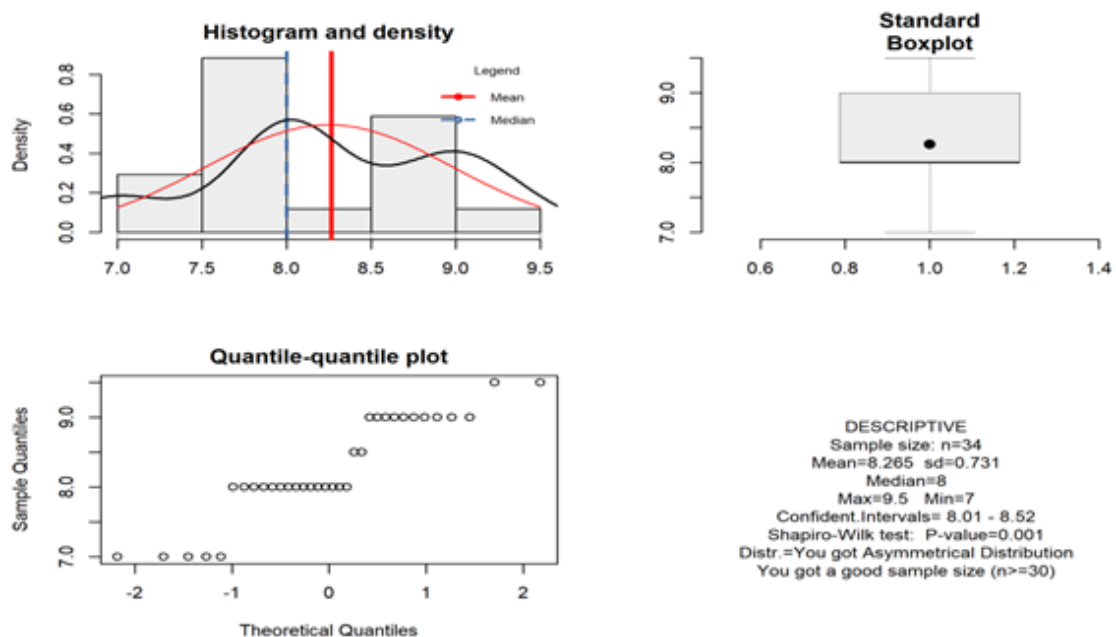 Histogram and density
Legend
Mean
Median
Density
0.0 0.2 0.4 0.6 0.8
7.0 7.5 8.0 8.5 9.0 9.5
Standard
Boxplot
7.0 8.0 9.0
0.6 0.8 1.0 1.2 1.4
Quantile-quantile plot
Sample Quantiles
7.0 8.0 9.0
-2 -1 0 1 2
Theoretical Quantiles
DESCRIPTIVE
Sample size: n=34
Mean=8.265 sd=0.731
Median=8
Max=9.5 Min=7
Confident.Intervals= 8.01 - 8.52
Shapiro-Wilk test: P-value=0.001
Distr.=You got Asymmetrical Distribution
You got a good sample size (n>=30)